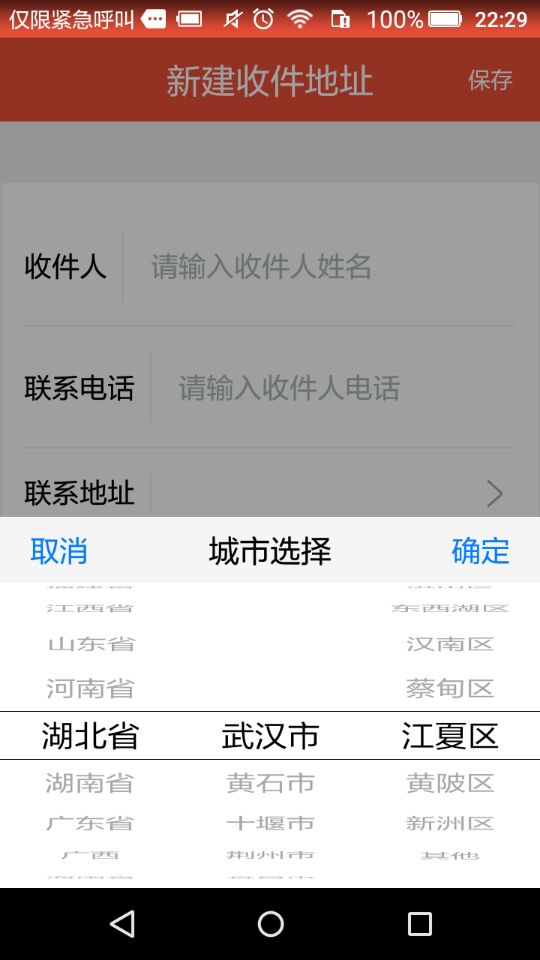 仅限紧急呼叫 100% 22:29
新建收件地址 保存
收件人 请输入收件人姓名
联系电话 请输入收件人电话
联系地址
取消 城市选择 确定
江西省 东西湖区
山东省 汉南区
河南省 蔡甸区
湖北省 武汉市 江夏区
湖南省 黄石市 黄陂区
广东省 十堰市 新洲区
广西 荆州市 其他